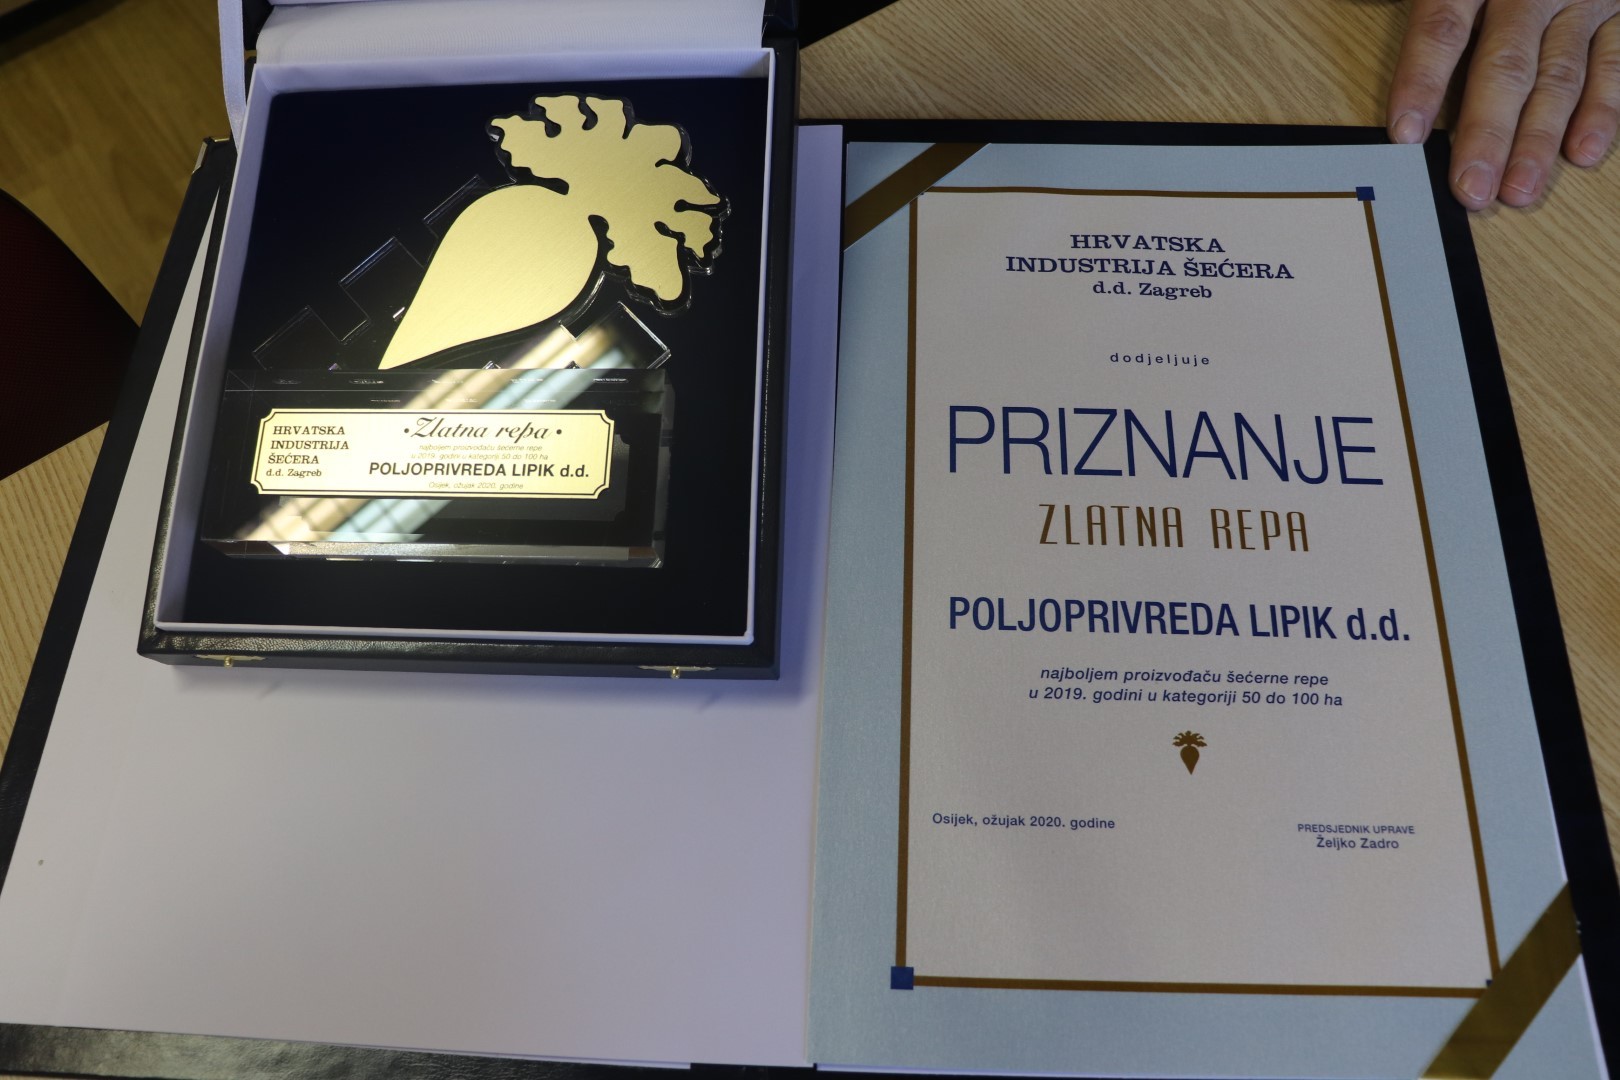 HRVATSKA
INDUSTRIJA
ŠEĆERA
d.d. Zagreb
•Zlatna repa•
najboljem proizvođaču šećerne repe
u 2019. godini u kategoriji 50 do 100 ha
POLJOPRIVREDA LIPIK d.d.
Osijek, ožujak 2020. godine
HRVATSKA
INDUSTRIJA ŠEĆERA
d.d. Zagreb
dodjeljuje
PRIZNANJE
ZLATNA REPA
POLJOPRIVREDA LIPIK d.d.
najboljem proizvođaču šećerne repe
u 2019. godini u kategoriji 50 do 100 ha
Osijek, ožujak 2020. godine
PREDSJEDNIK UPRAVE
Željko Zadro